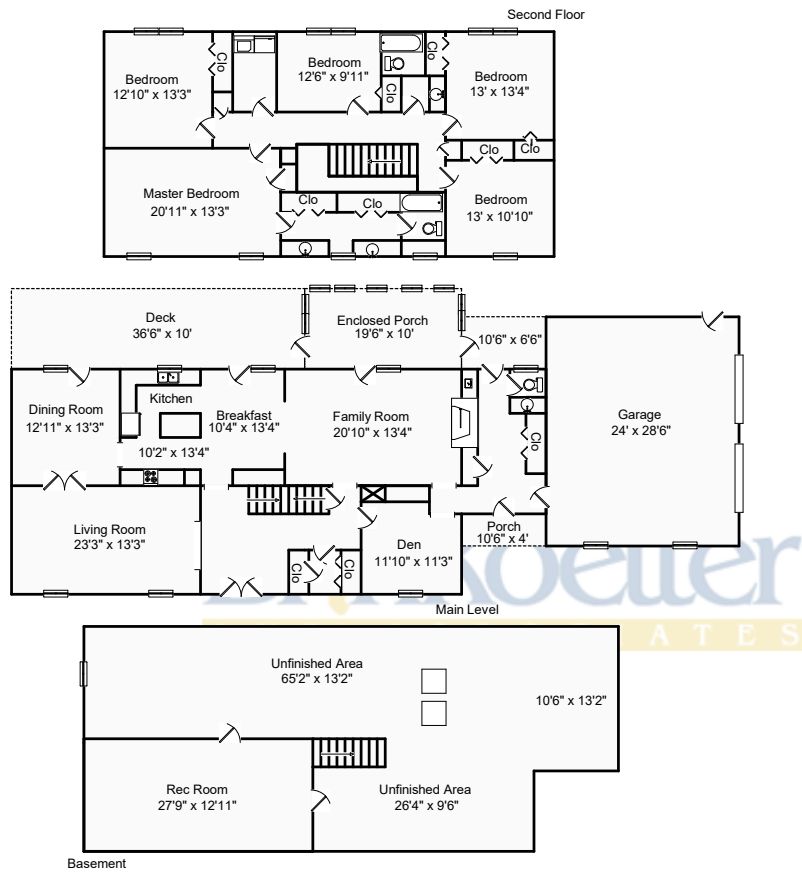 Second Floor
Bedroom
12'10" x 13'3"
Clo
Bedroom
12'6" x 9'11"
Clo
Clo
Bedroom
13' x 13'4"
Clo
Clo
Master Bedroom
20'11" x 13'3"
Clo
Clo
Bedroom
13' x 10'10"
Deck
36'6" x 10'
Enclosed Porch
19'6" x 10'
10'6" x 6'6"
Dining Room
12'11" x 13'3"
Kitchen
10'2" x 13'4"
Breakfast
10'4" x 13'4"
Family Room
20'10" x 13'4"
Clo
Garage
24' x 28'6"
Living Room
23'3" x 13'3"
Clo
Clo
Den
11'10" x 11'3"
Porch
10'6" x 4'
Main Level
ATES
Unfinished Area
65'2" x 13'2"
10'6" x 13'2"
Rec Room
27'9" x 12'11"
Unfinished Area
26'4" x 9'6"
Basement